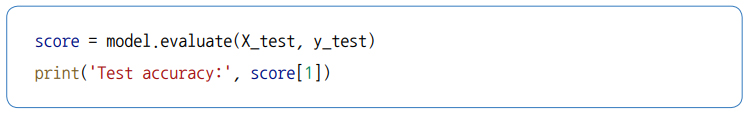 score = model.evaluate(X_test, y_test)
print('Test accuracy:', score[1])